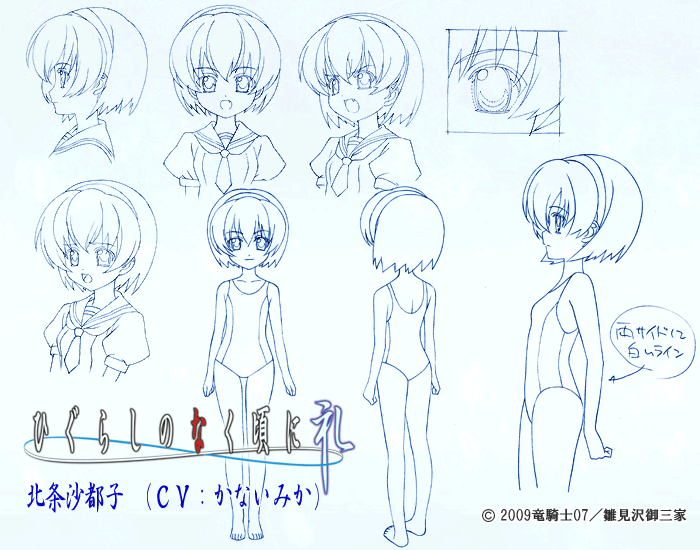 両サイドに
白いライン
ひぐらしのなく頃に礼
北条沙都子 (CV:かないみか)
© 2009竜騎士07／雛見沢御三家